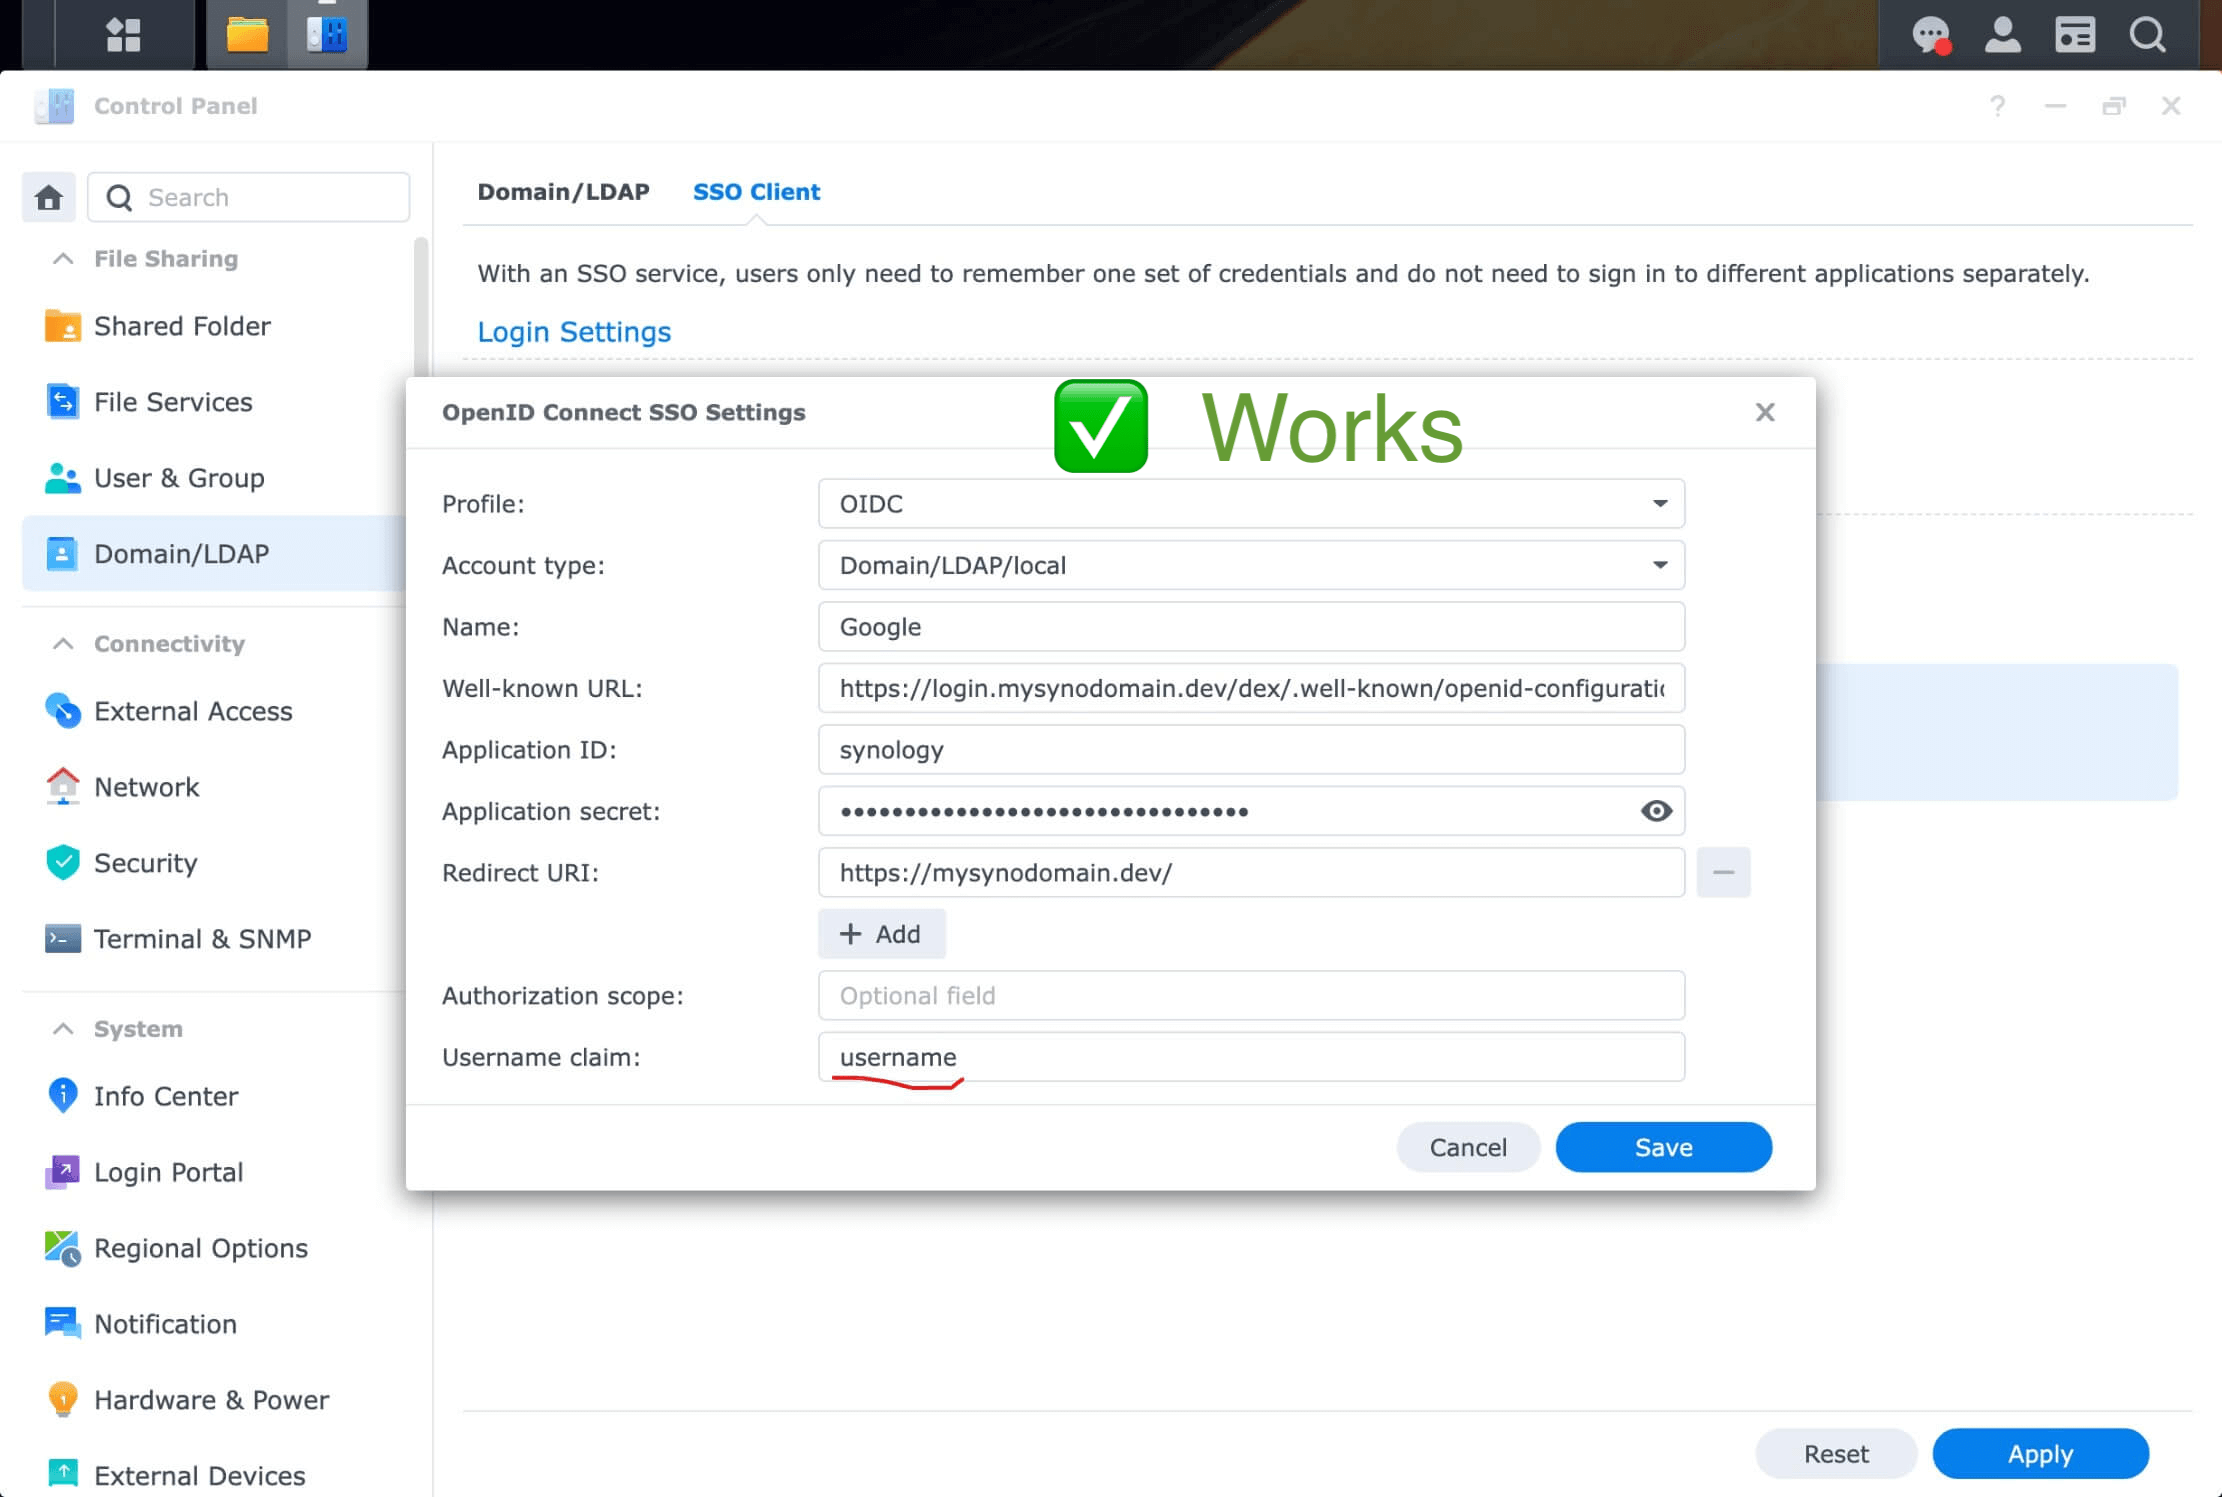 Control Panel
Search
File Sharing
Shared Folder
File Services
User & Group
Domain/LDAP
Connectivity
External Access
Network
Security
Terminal & SNMP
System
Info Center
Login Portal
Regional Options
Notification
Hardware & Power
External Devices
Domain/LDAP SSO Client
With an SSO service, users only need to remember one set of credentials and do not need to sign in to different applications separately.
Login Settings
OpenID Connect SSO Settings
✅ Works
Profile: OIDC
Account type: Domain/LDAP/local
Name: Google
Well-known URL: https://login.mysynodomain.dev/dex/.well-known/openid-configuratic
Application ID: synology
Application secret: ••••••••••••••••••••••••••••••••
Redirect URI: https://mysynodomain.dev/
+ Add
Authorization scope: Optional field
Username claim: username
Cancel Save
Reset Apply